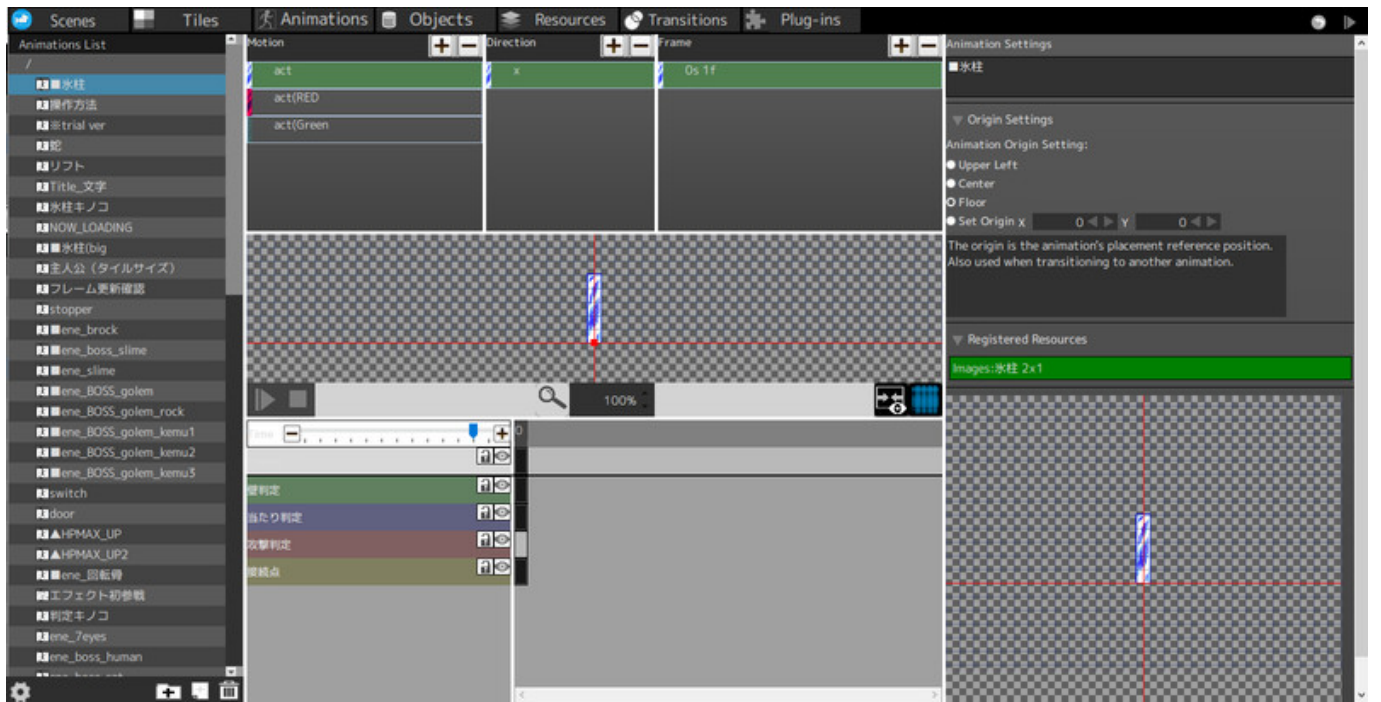 Scenes Tiles Animations Objects Resources Transitions Plug-ins
Animations List
/
■氷柱
操作方法
※trial ver
蛇
リフト
Title_文字
氷柱キノコ
NOW_LOADING
■氷柱(big
主人公（タイルサイズ）
フレーム更新確認
stopper
■ene_brock
■ene_boss_slime
■ene_slime
■ene_BOSS_golem
■ene_BOSS_golem_rock
■ene_BOSS_golem_kemu1
■ene_BOSS_golem_kemu2
■ene_BOSS_golem_kemu3
switch
door
▲HPMAX_UP
▲HPMAX_UP2
■ene_回転骨
エフェクト初参戦
判定キノコ
ene_7eyes
ene_boss_human
Motion
act
act(RED
act(Green
Direction
x
Frame
0s 1f
100%
0
壁判定
当たり判定
攻撃判定
接続点
Animation Settings
■氷柱
Origin Settings
Animation Origin Setting:
Upper Left
Center
Floor
Set Origin X 0 Y 0
The origin is the animation's placement reference position.
Also used when transitioning to another animation.
Registered Resources
Images:氷柱 2x1